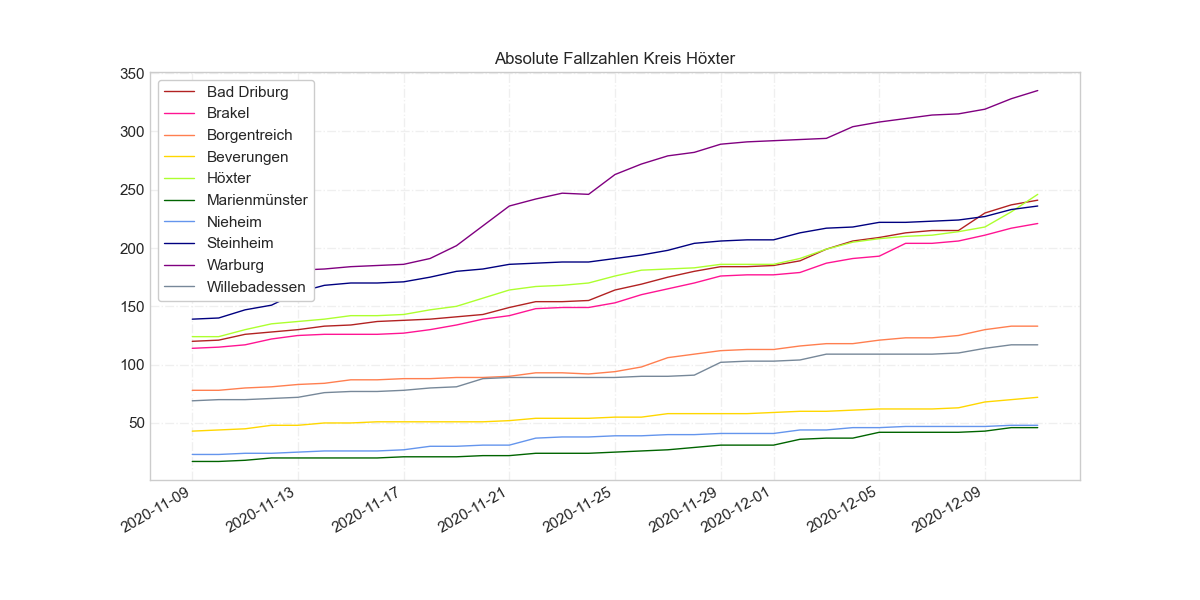 Absolute Fallzahlen Kreis Höxter
350
300
250
200
150
100
50
Bad Driburg
Brakel
Borgentreich
Beverungen
Höxter
Marienmünster
Nieheim
Steinheim
Warburg
Willebadessen
2020-11-09
2020-11-13
2020-11-17
2020-11-21
2020-11-25
2020-11-29
2020-12-01
2020-12-05
2020-12-09